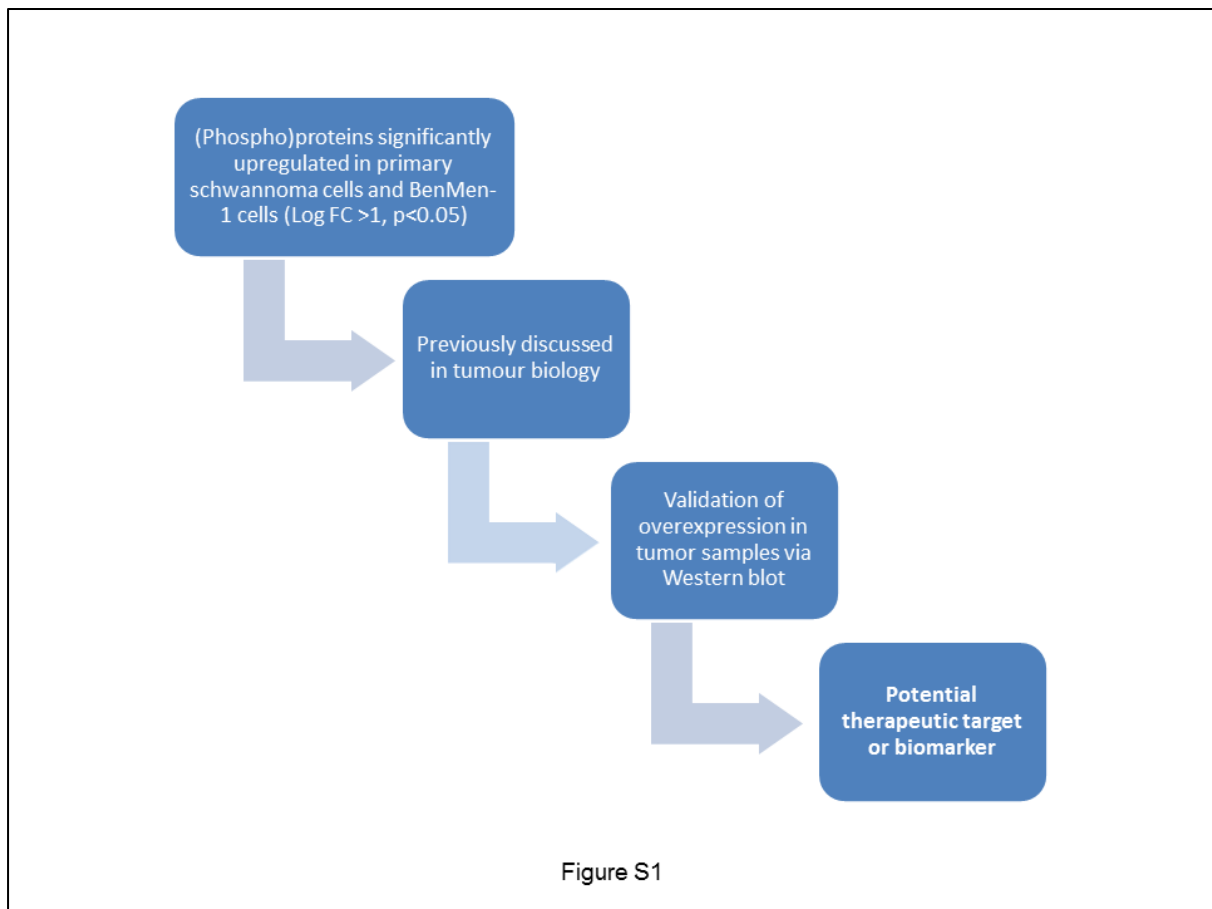 (Phospho)proteins significantly
upregulated in primary
schwannoma cells and BenMen-
1 cells (Log FC >1, p<0.05)
Previously discussed
in tumour biology
Validation of
overexpression in
tumor samples via
Western blot
Potential
therapeutic target
or biomarker
Figure S1